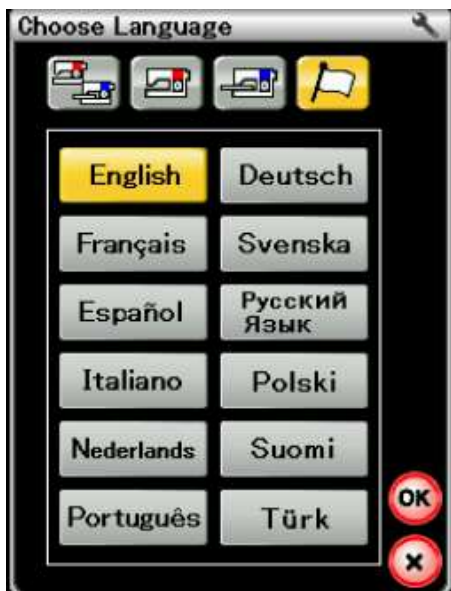 Choose Language
English
Deutsch
Français
Svenska
Español
Русский
Язык
Italiano
Polski
Nederlands
Suomi
Português
Türk
OK